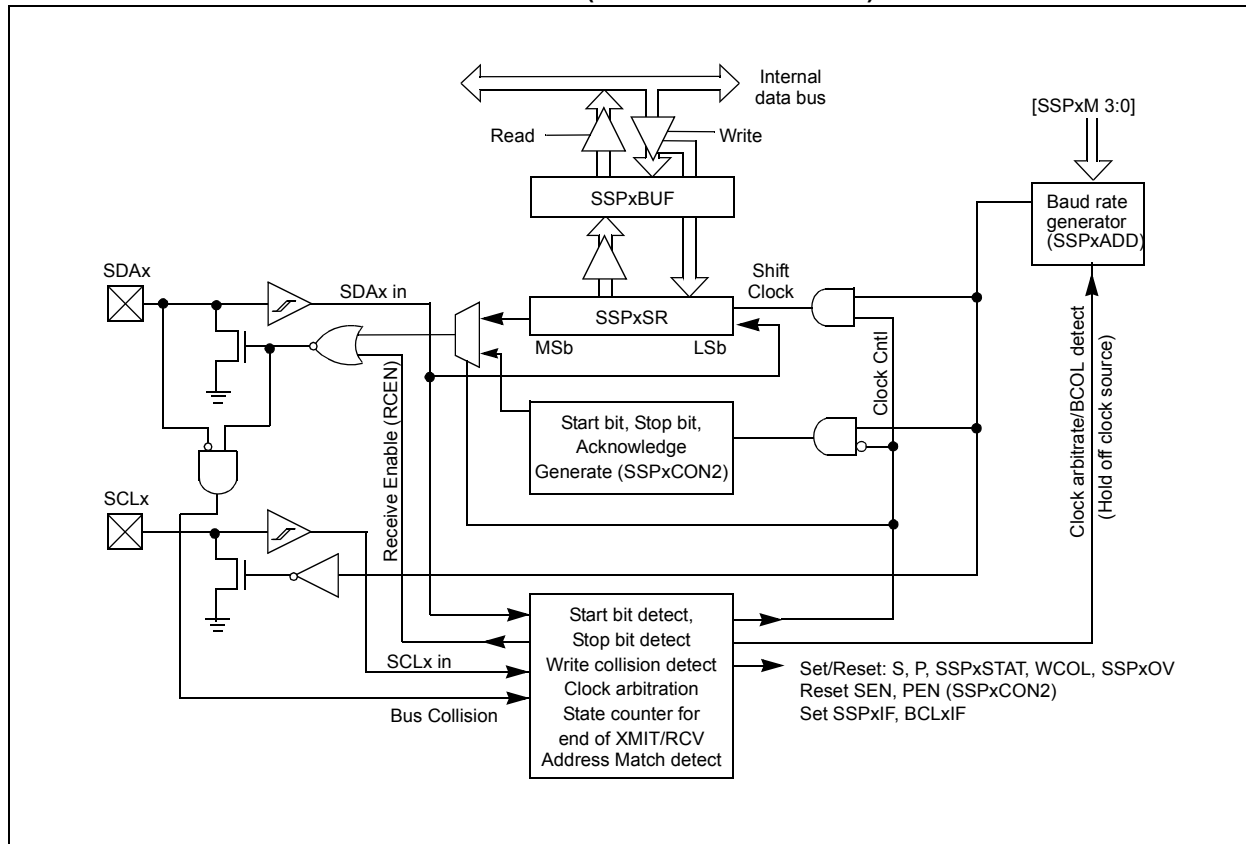 Internal
data bus
[SSPxM 3:0]
Read
Write
SSPxBUF
Baud rate
generator
(SSPxADD)
SDAx
SDAx in
Shift
Clock
SSPxSR
MSb
LSb
Clock Cntl
Receive Enable (RCEN)
Start bit, Stop bit,
Acknowledge
Generate (SSPxCON2)
Clock arbitrate/BCOL detect
(Hold off clock source)
SCLx
SCLx in
Bus Collision
Start bit detect,
Stop bit detect
Write collision detect
Clock arbitration
State counter for
end of XMIT/RCV
Address Match detect
Set/Reset: S, P, SSPxSTAT, WCOL, SSPxOV
Reset SEN, PEN (SSPxCON2)
Set SSPxIF, BCLxIF